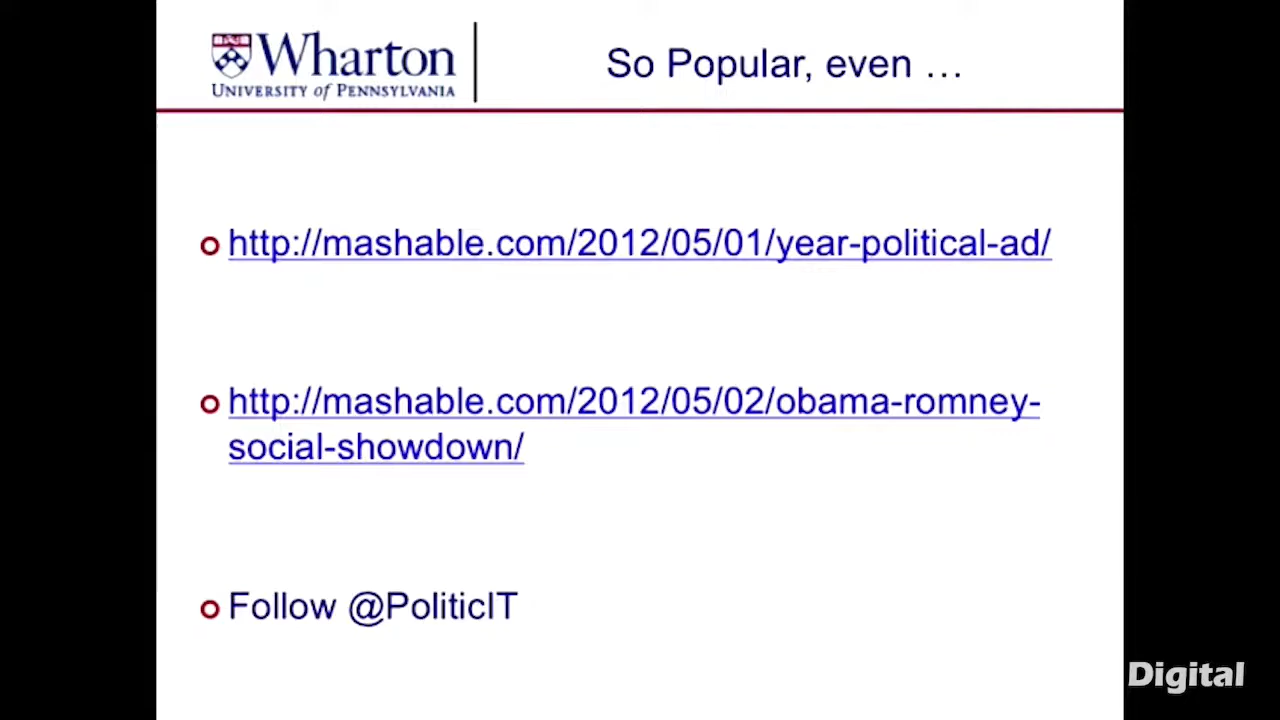 Wharton
UNIVERSITY of PENNSYLVANIA
So Popular, even …
http://mashable.com/2012/05/01/year-political-ad/
http://mashable.com/2012/05/02/obama-romney-
social-showdown/
Follow @PoliticIT
Digital